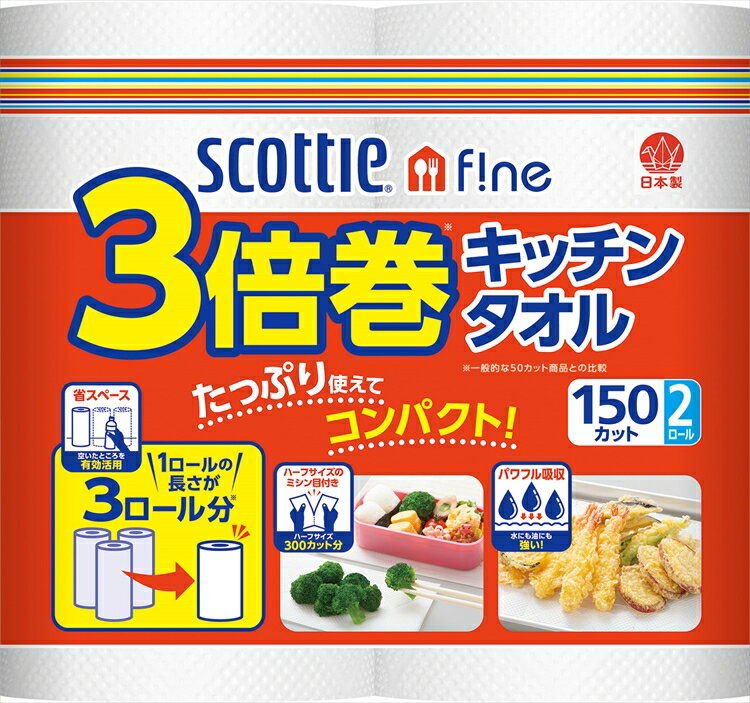 scottie® f!ne
日本製
3倍巻※
キッチン
タオル
※一般的な50カット商品との比較
たっぷり使えて
コンパクト!
150
カット
2
ロール
省スペース
空いたところを
有効活用
1ロールの
長さが
3ロール分※
ハーフサイズの
ミシン目付き
ハーフサイズ
300カット分
パワフル吸収
水にも油にも
強い!